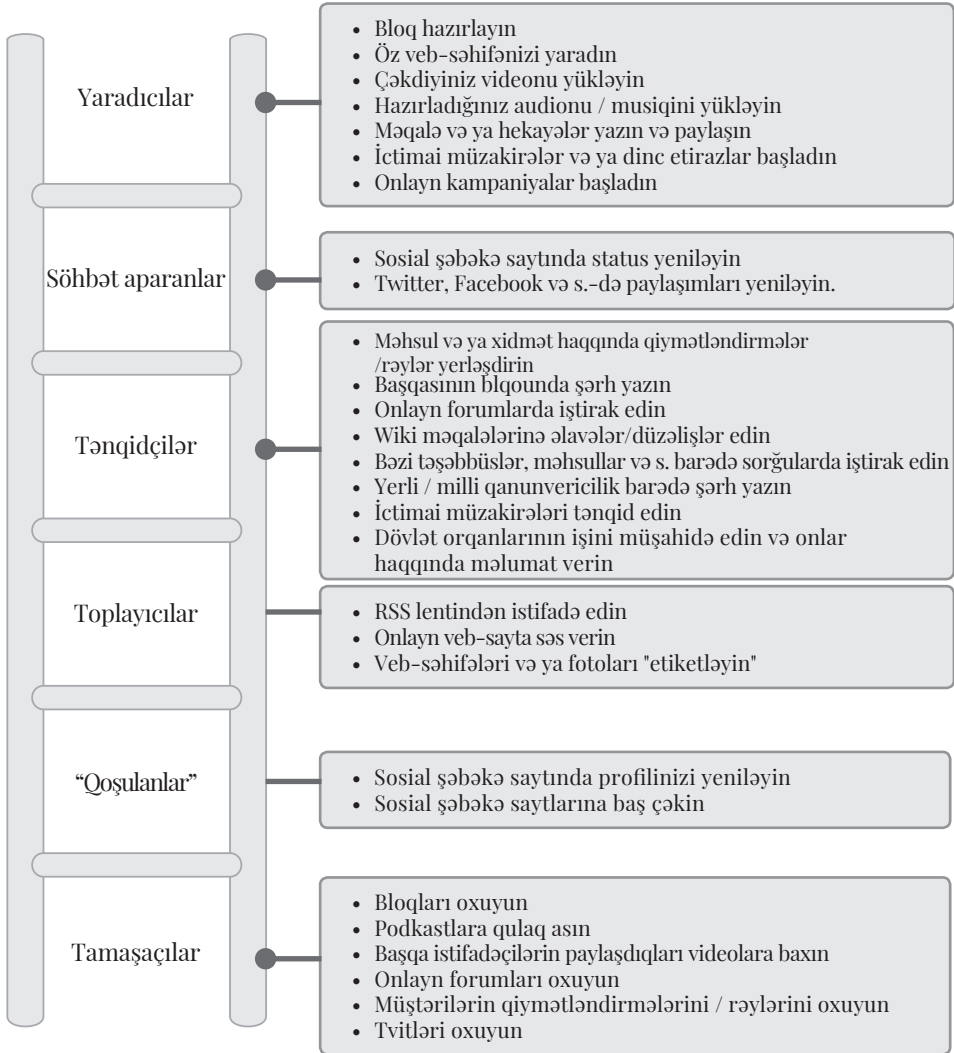 Yaradıcılar
• Bloq hazırlayın
• Öz veb-səhifənizi yaradın
• Çəkdiyiniz videonu yükləyin
• Hazırladığınız audionu / musiqini yükləyin
• Məqalə və ya hekayələr yazın və paylaşın
• İctimai müzakirələr və ya dinc etirazlar başladın
• Onlayn kampaniyalar başladın
Söhbət aparanlar
• Sosial şəbəkə saytında status yeniləyin
• Twitter, Facebook və s.-də paylaşımları yeniləyin.
Tənqidçilər
• Məhsul və ya xidmət haqqında qiymətləndirmələr
/rəylər yerləşdirin
• Başqasının blqounda şərh yazın
• Onlayn forumlarda iştirak edin
• Wiki məqalələrinə əlavələr/düzəlişlər edin
• Bəzi təşəbbüslər, məhsullar və s. barədə sorğularda iştirak edin
• Yerli / milli qanunvericilik barədə şərh yazın
• İctimai müzakirələri tənqid edin
• Dövlət orqanlarının işini müşahidə edin və onlar
haqqında məlumat verin
Toplayıcılar
• RSS lentindən istifadə edin
• Onlayn veb-sayta səs verin
• Veb-səhifələri və ya fotoları "etiketləyin"
“Qoşulanlar”
• Sosial şəbəkə saytında profilinizi yeniləyin
• Sosial şəbəkə saytlarına baş çəkin
Tamaşaçılar
• Bloqları oxuyun
• Podkastlara qulaq asın
• Başqa istifadəçilərin paylaşdıqları videolara baxın
• Onlayn forumları oxuyun
• Müştərilərin qiymətləndirmələrini / rəylərini oxuyun
• Tvitləri oxuyun